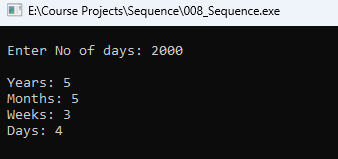 E:\Course Projects\Sequence\008_Sequence.exe
Enter No of days: 2000
Years: 5
Months: 5
Weeks: 3
Days: 4